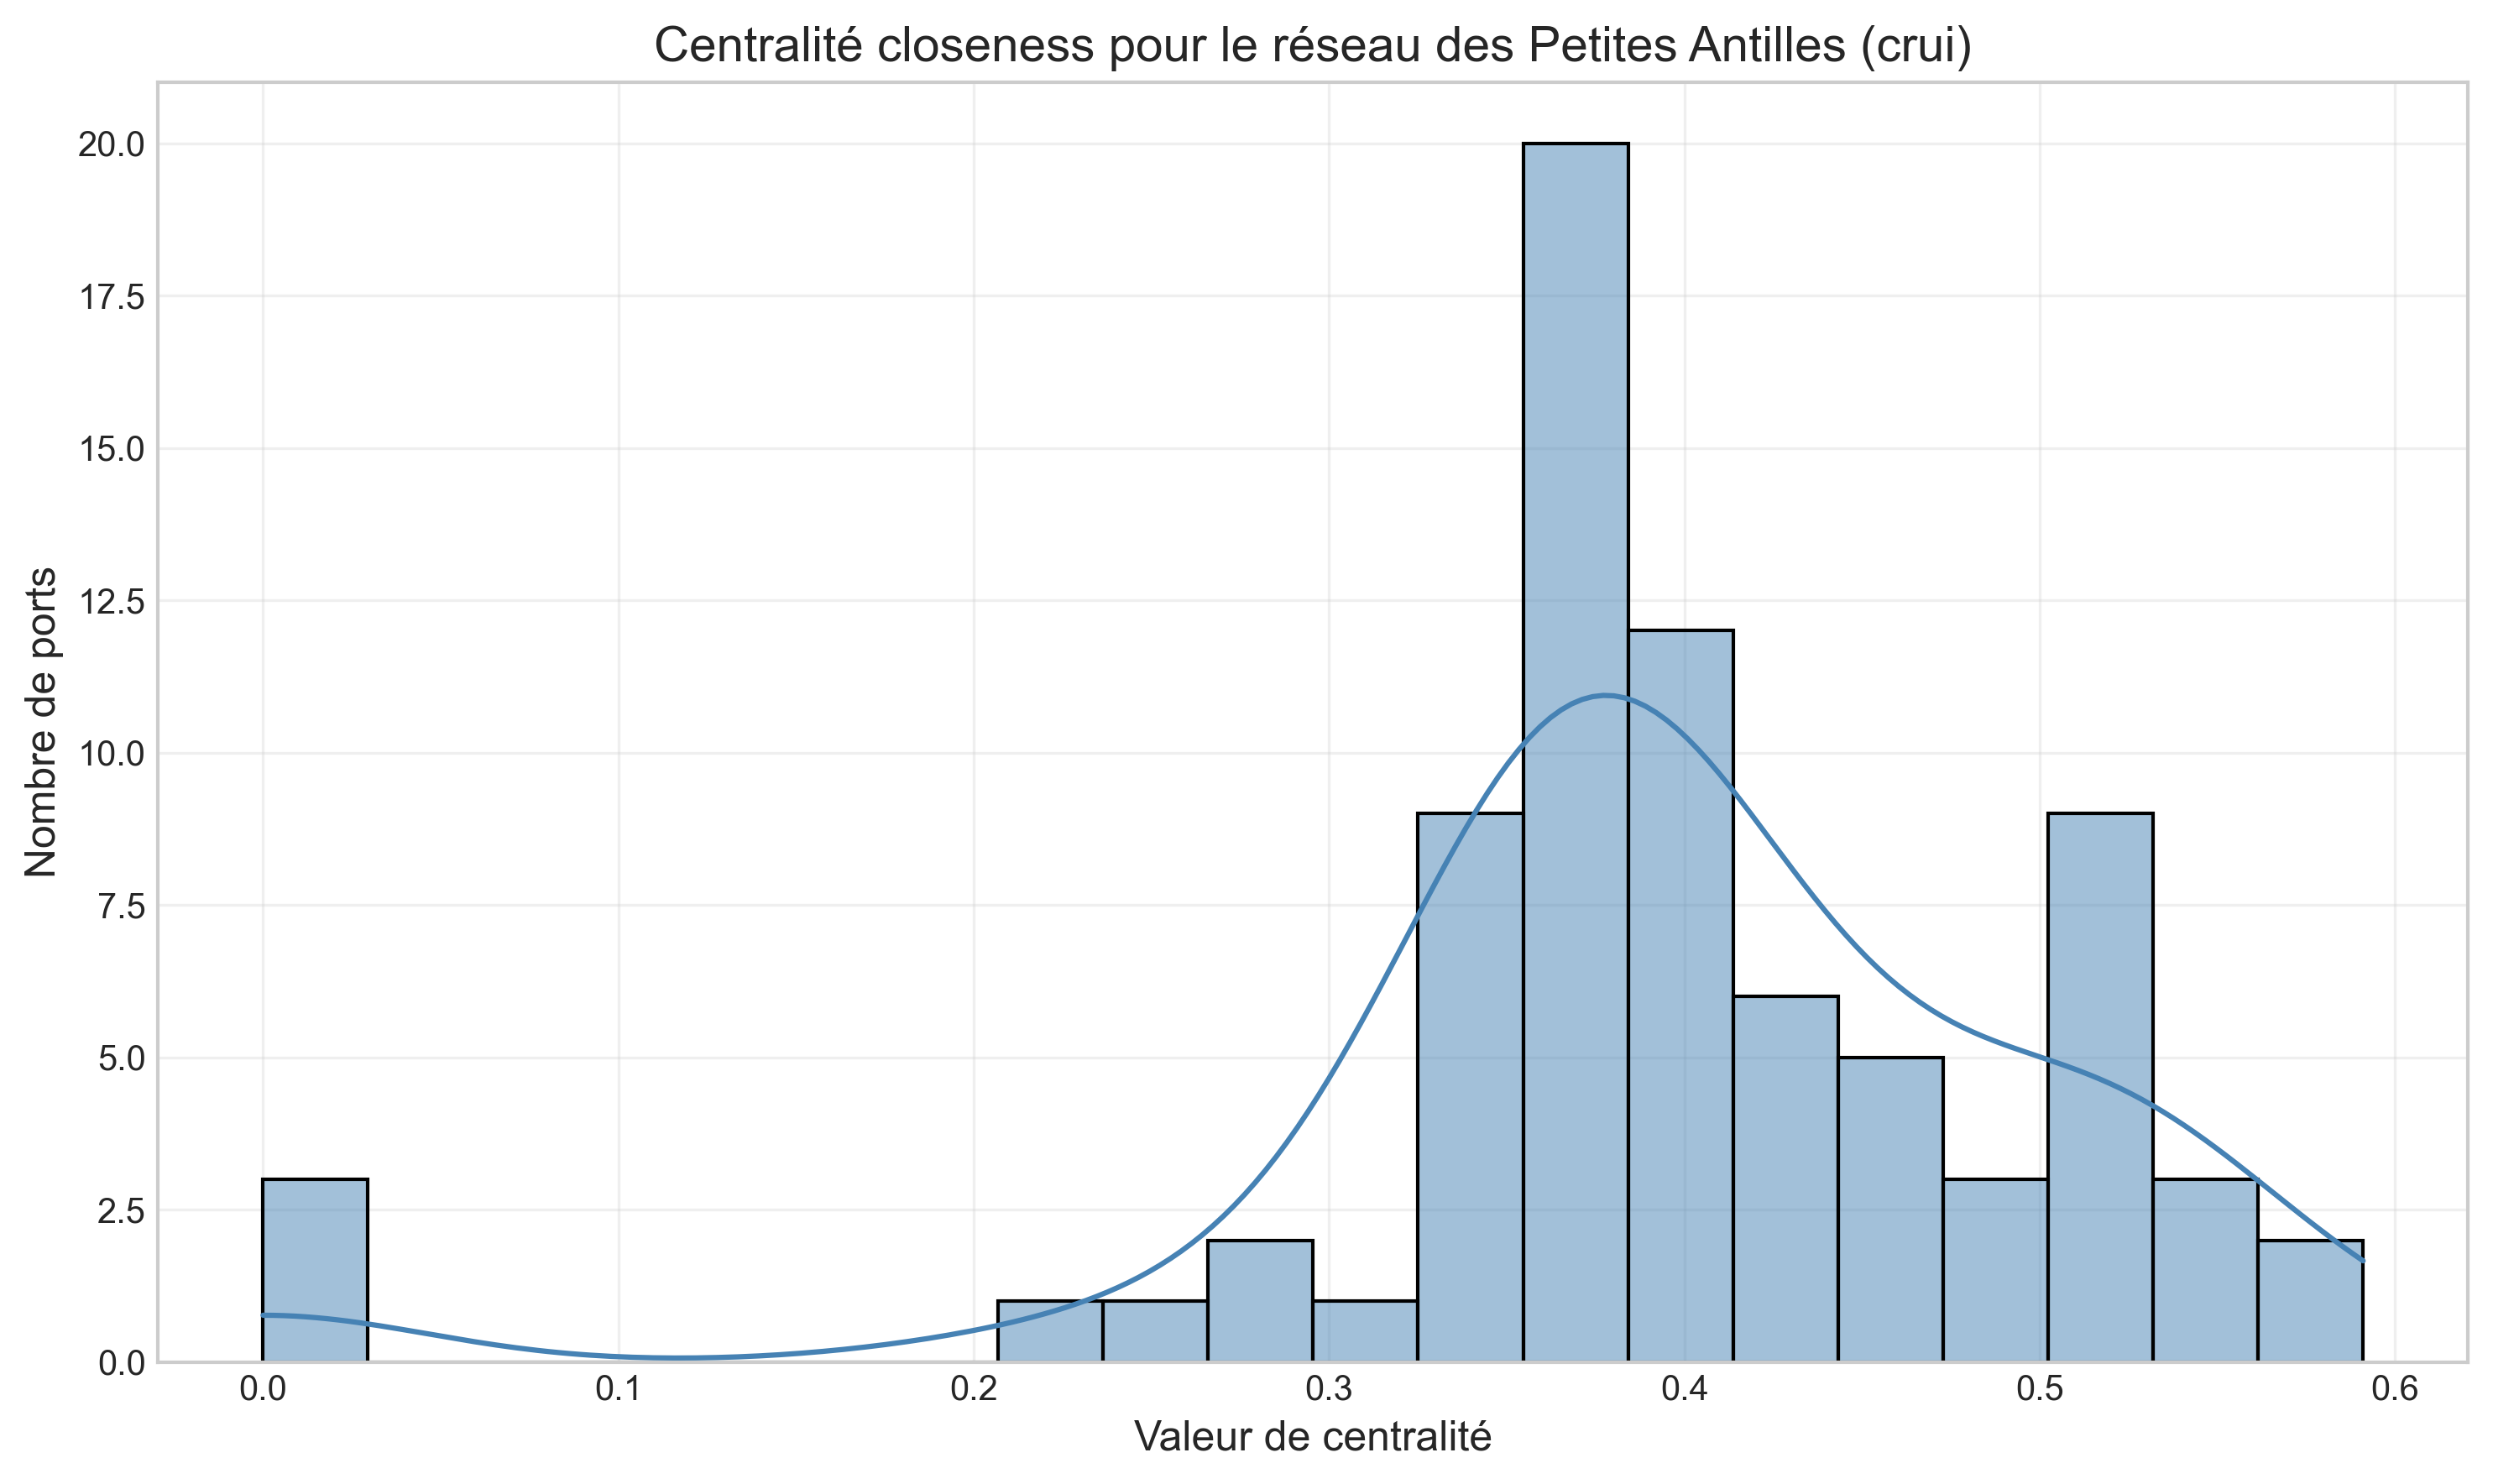 Centralité closeness pour le réseau des Petites Antilles (crui)
20.0
17.5
15.0
12.5
10.0
7.5
5.0
2.5
0.0
Nombre de ports
0.0 0.1 0.2 0.3 0.4 0.5 0.6
Valeur de centralité